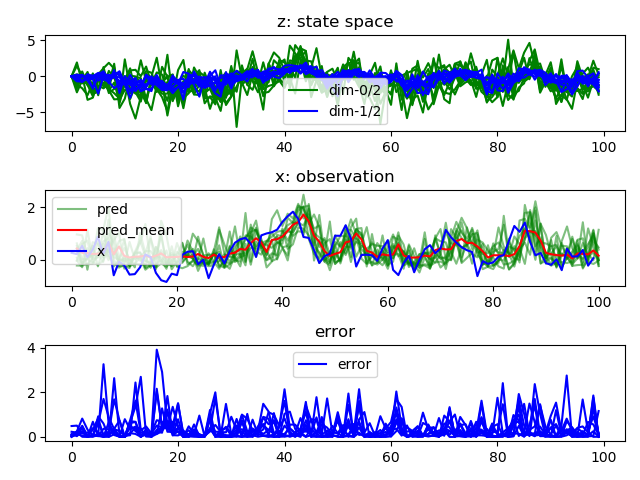 z: state space
5
0
−5
dim-0/2
dim-1/2
0 20 40 60 80 100
x: observation
2
0
pred
pred_mean
x
0 20 40 60 80 100
error
4
2
0
error
0 20 40 60 80 100